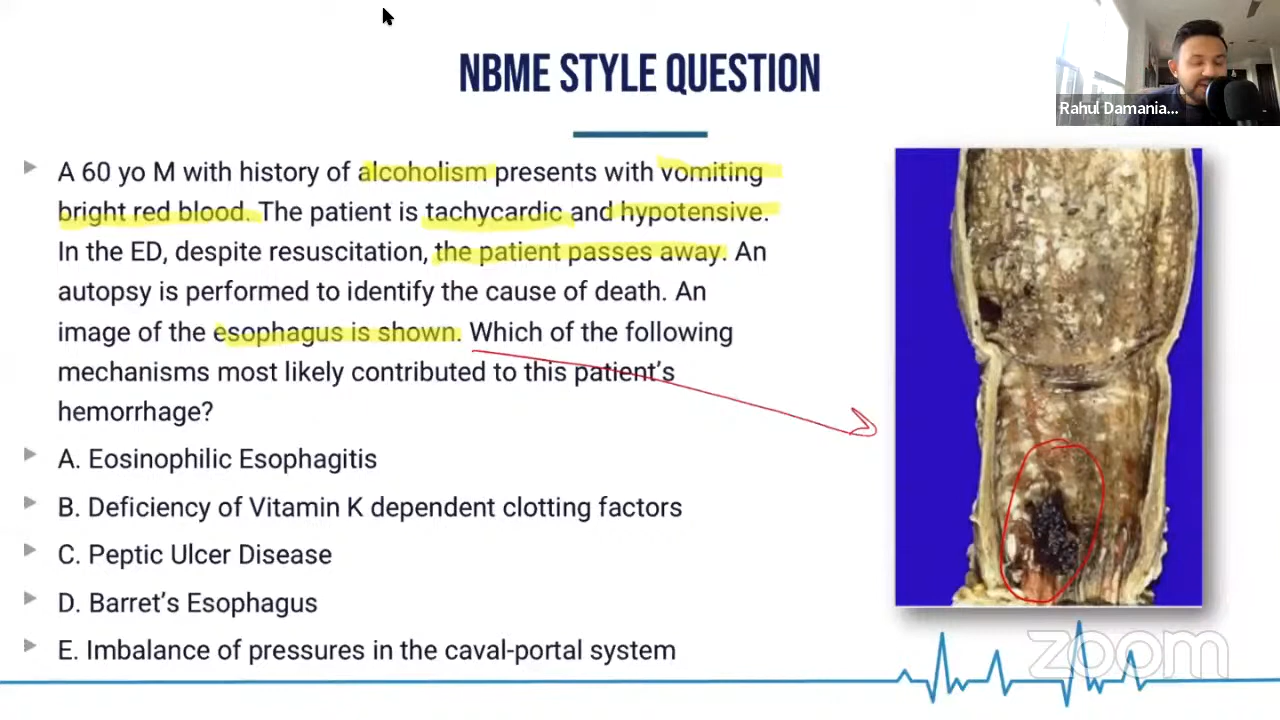 NBME STYLE QUESTION
Rahul Damania...
A 60 yo M with history of alcoholism presents with vomiting
bright red blood. The patient is tachycardic and hypotensive.
In the ED, despite resuscitation, the patient passes away. An
autopsy is performed to identify the cause of death. An
image of the esophagus is shown. Which of the following
mechanisms most likely contributed to this patient's
hemorrhage?
A. Eosinophilic Esophagitis
B. Deficiency of Vitamin K dependent clotting factors
C. Peptic Ulcer Disease
D. Barret's Esophagus
E. Imbalance of pressures in the caval-portal system
zoom